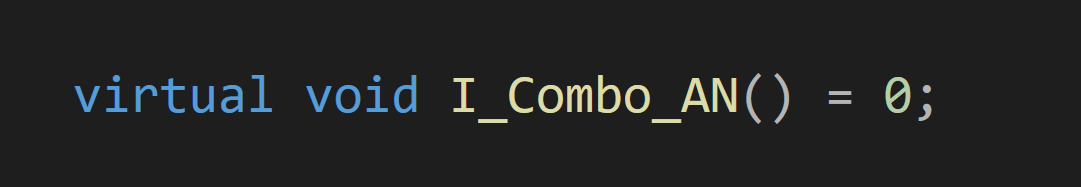 virtual void I_Combo_AN() = 0;